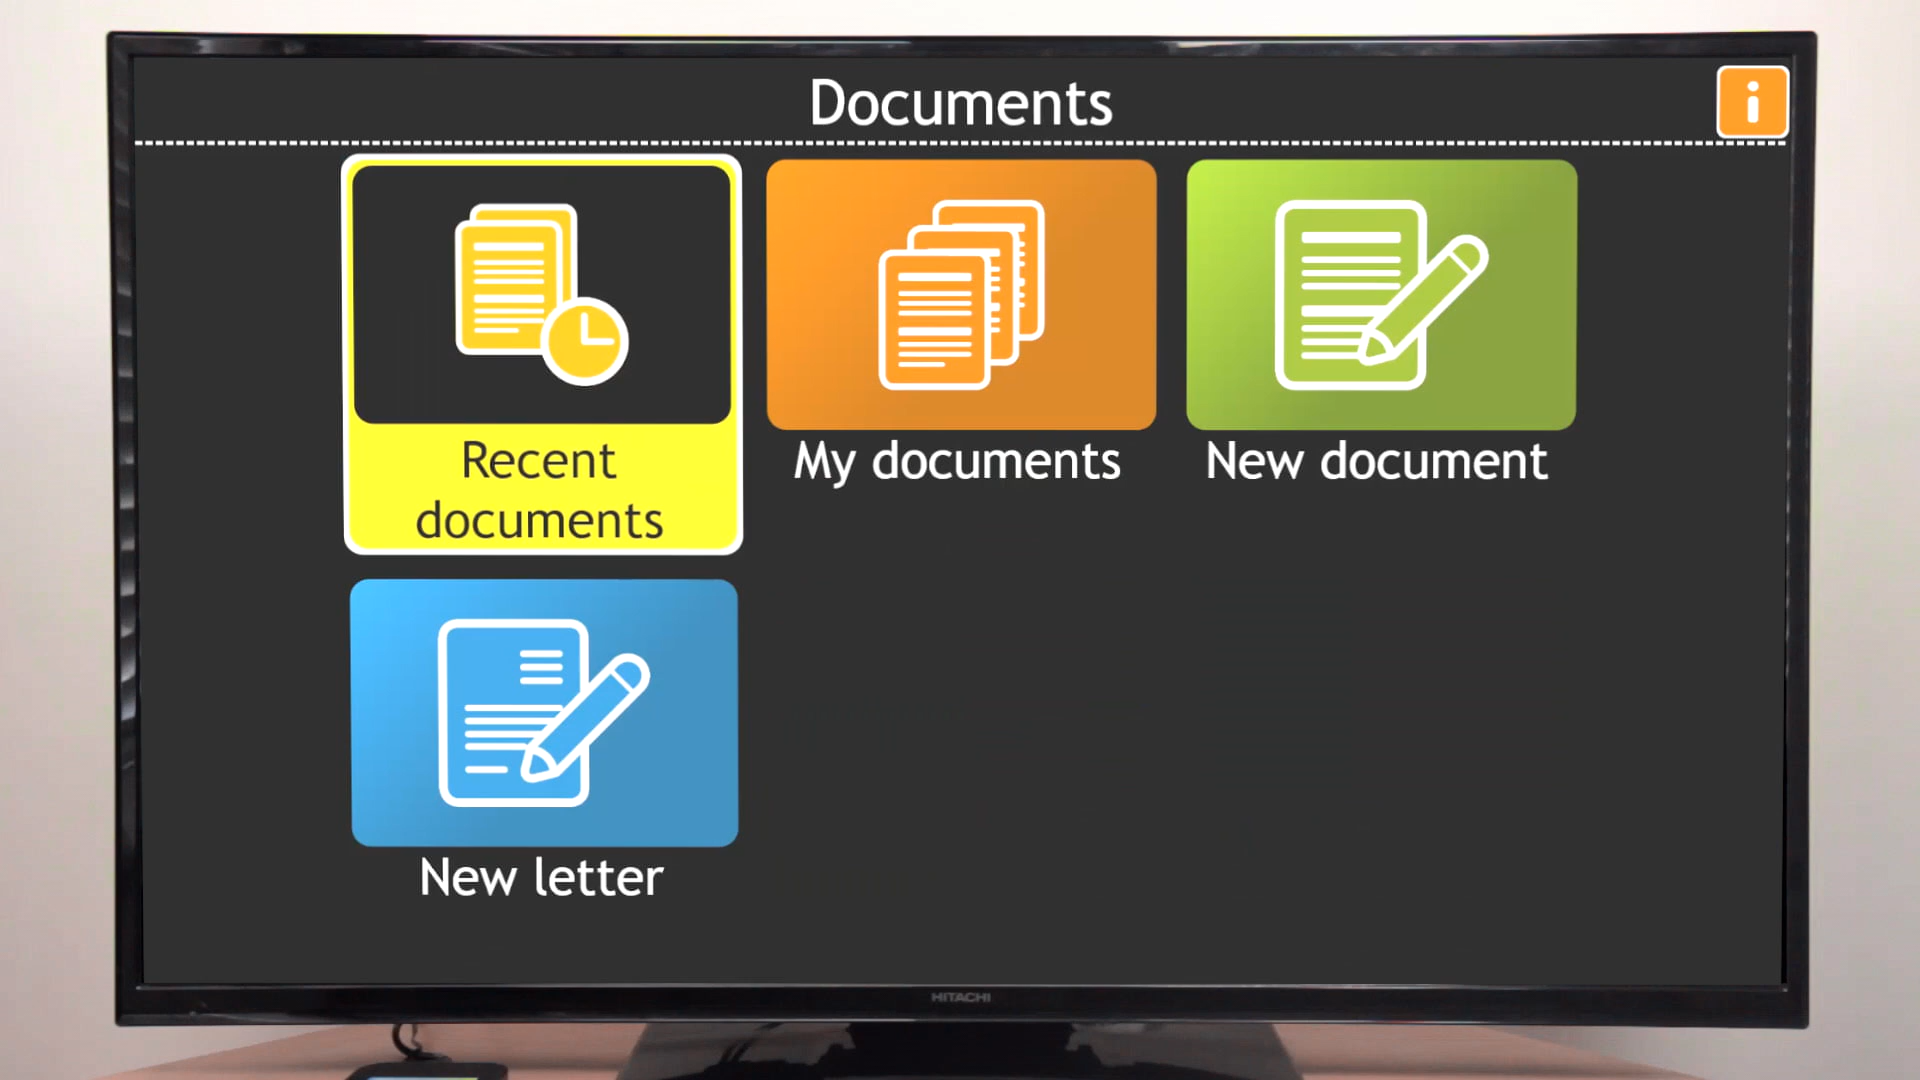 Documents
i
Recent
documents
My documents
New document
New letter
HITACHI